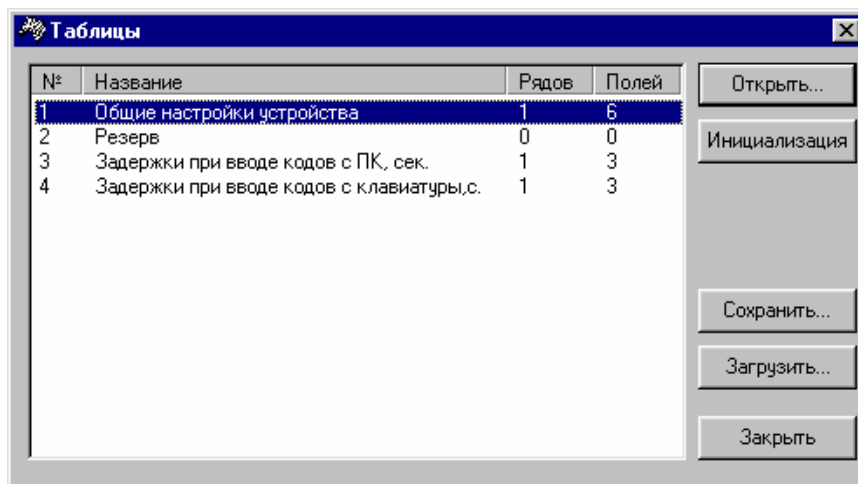 Таблицы
№ Название Рядов Полей
1 Общие настройки устройства 1 6
2 Резерв 0 0
3 Задержки при вводе кодов с ПК, сек. 1 3
4 Задержки при вводе кодов с клавиатуры,с. 1 3
Открыть...
Инициализация
Сохранить...
Загрузить...
Закрыть